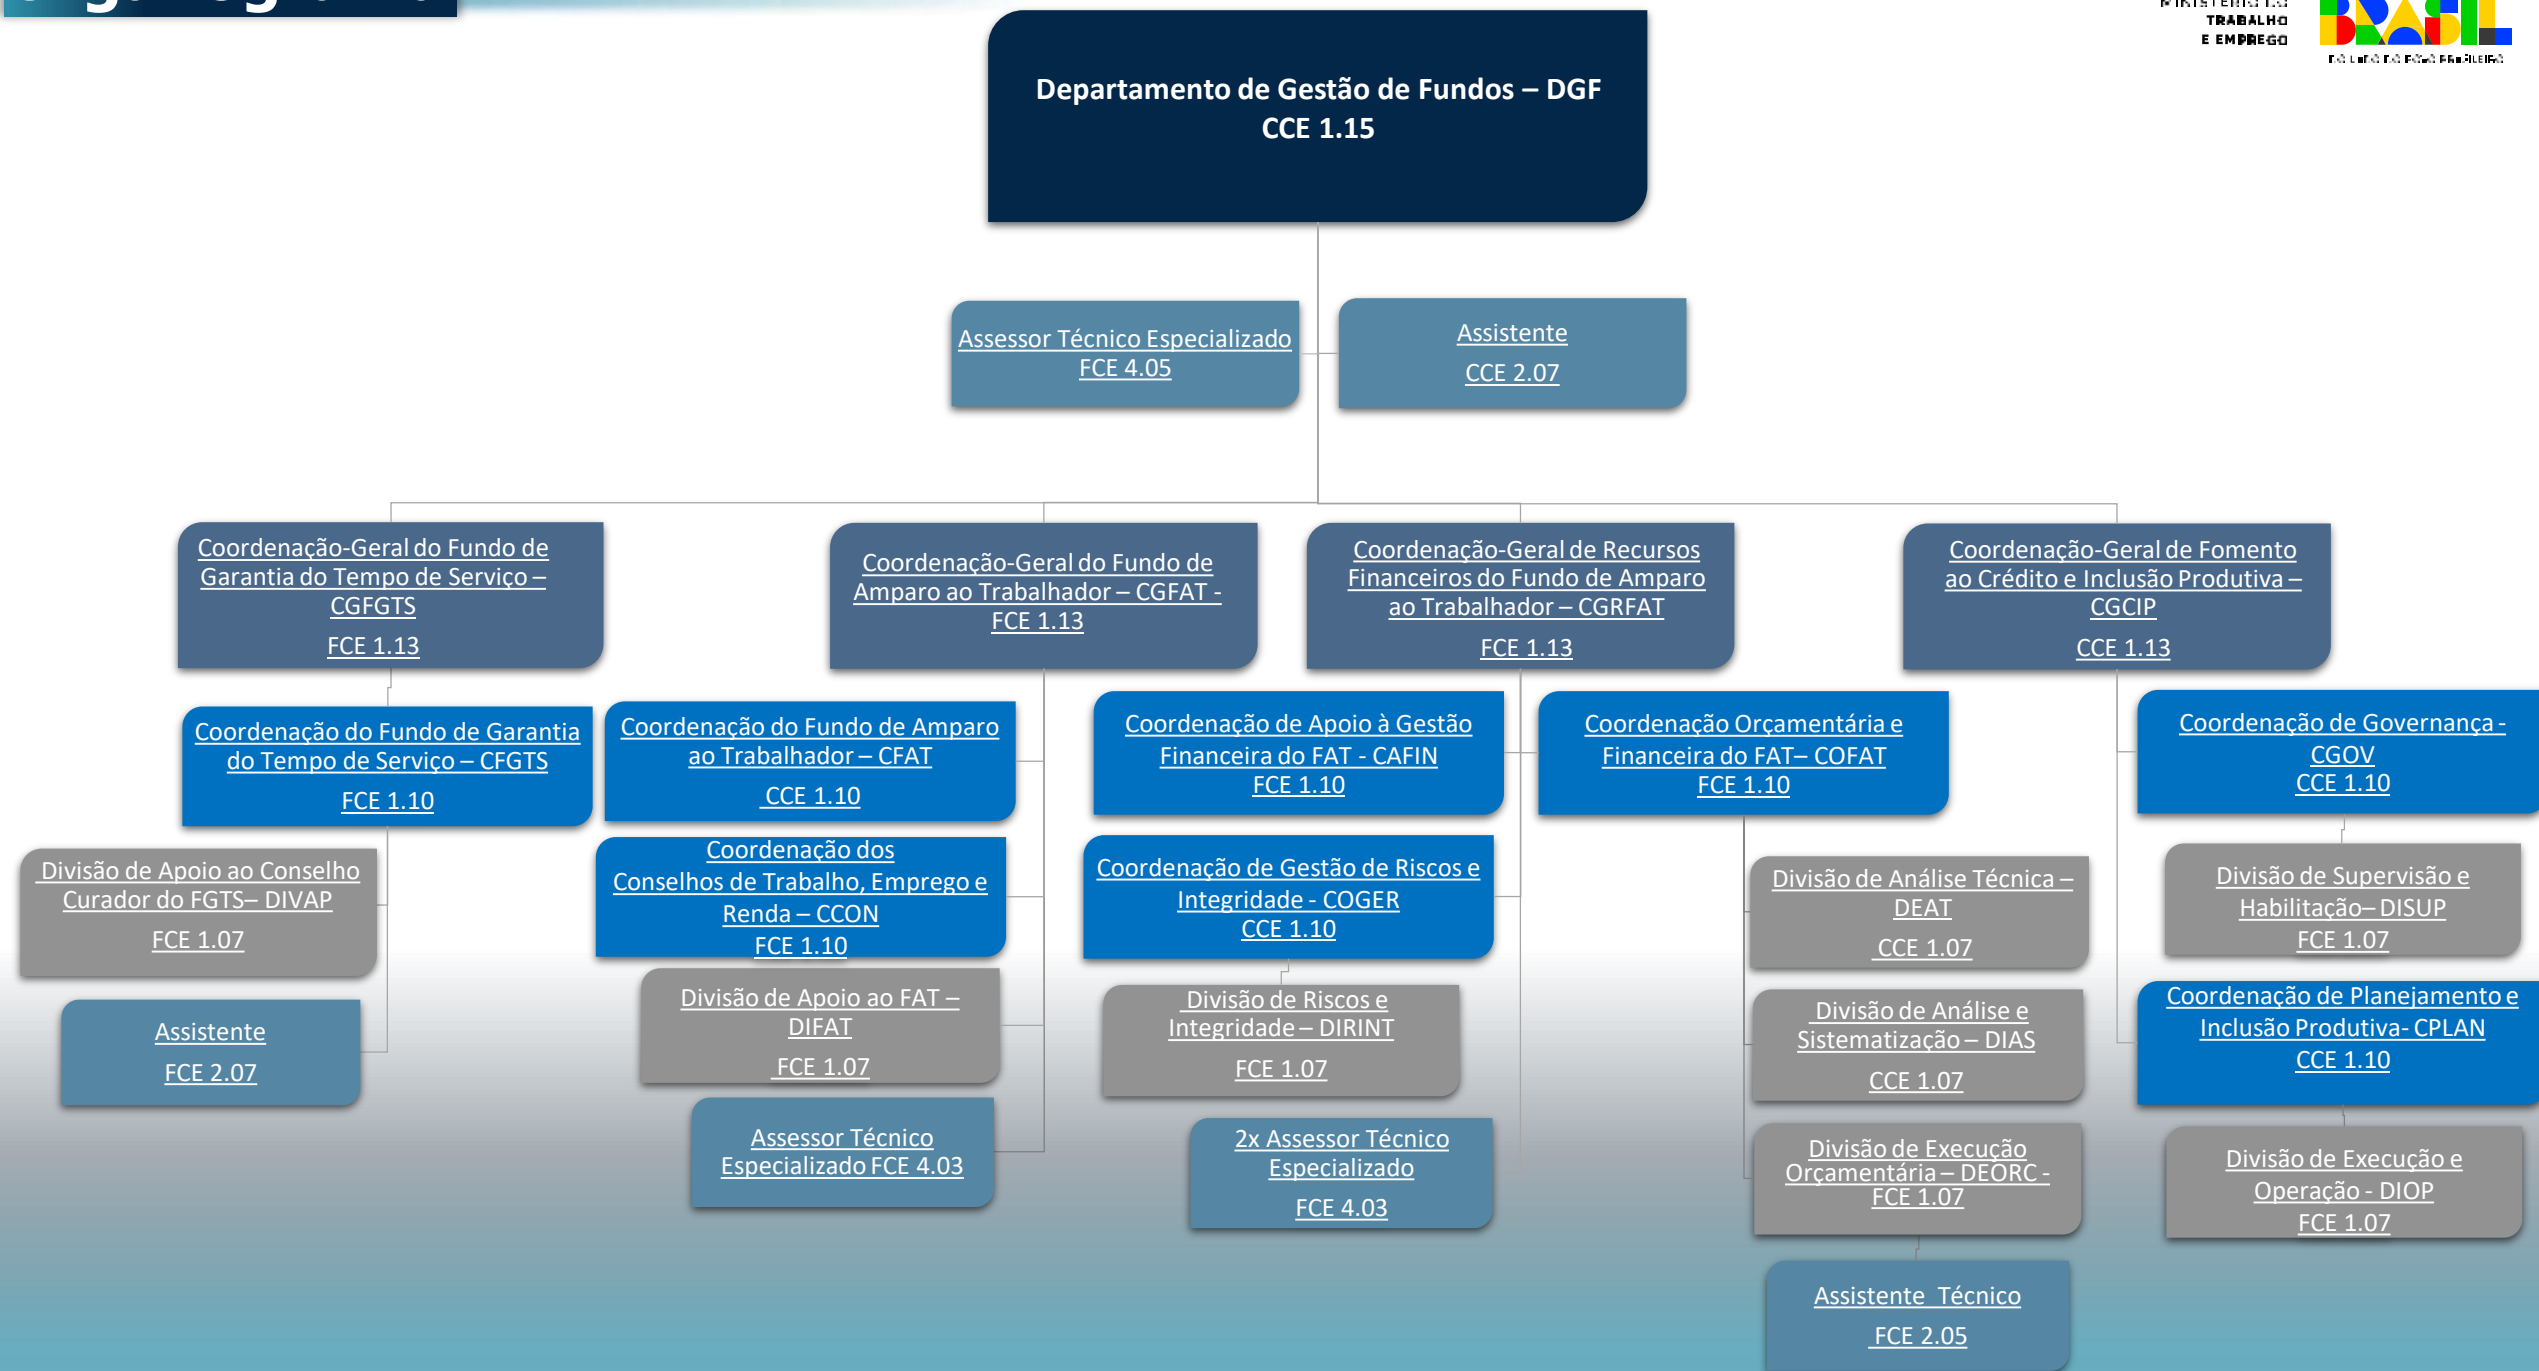 TRABALHO
E EMPREGO
BRASIL
Departamento de Gestão de Fundos – DGF
CCE 1.15
Assessor Técnico Especializado
FCE 4.05
Assistente
CCE 2.07
Coordenação-Geral do Fundo de
Garantia do Tempo de Serviço –
CGFGTS
FCE 1.13
Coordenação-Geral do Fundo de
Amparo ao Trabalhador – CGFAT -
FCE 1.13
Coordenação-Geral de Recursos
Financeiros do Fundo de Amparo
ao Trabalhador – CGRFAT
FCE 1.13
Coordenação-Geral de Fomento
ao Crédito e Inclusão Produtiva –
CGCIP
CCE 1.13
Coordenação do Fundo de Garantia
do Tempo de Serviço – CFGTS
FCE 1.10
Divisão de Apoio ao Conselho
Curador do FGTS– DIVAP
FCE 1.07
Assistente
FCE 2.07
Coordenação do Fundo de Amparo
ao Trabalhador – CFAT
CCE 1.10
Coordenação dos
Conselhos de Trabalho, Emprego e
Renda – CCON
FCE 1.10
Divisão de Apoio ao FAT –
DIFAT
FCE 1.07
Assessor Técnico
Especializado FCE 4.03
Coordenação de Apoio à Gestão
Financeira do FAT - CAFIN
FCE 1.10
Coordenação de Gestão de Riscos e
Integridade - COGER
CCE 1.10
Divisão de Riscos e
Integridade – DIRINT
FCE 1.07
2x Assessor Técnico
Especializado
FCE 4.03
Coordenação Orçamentária e
Financeira do FAT– COFAT
FCE 1.10
Divisão de Análise Técnica –
DEAT
CCE 1.07
Divisão de Análise e
Sistematização – DIAS
CCE 1.07
Divisão de Execução
Orçamentária – DEORC -
FCE 1.07
Assistente  Técnico
FCE 2.05
Coordenação de Governança -
CGOV
CCE 1.10
Divisão de Supervisão e
Habilitação– DISUP
FCE 1.07
Coordenação de Planejamento e
Inclusão Produtiva- CPLAN
CCE 1.10
Divisão de Execução e
Operação - DIOP
FCE 1.07